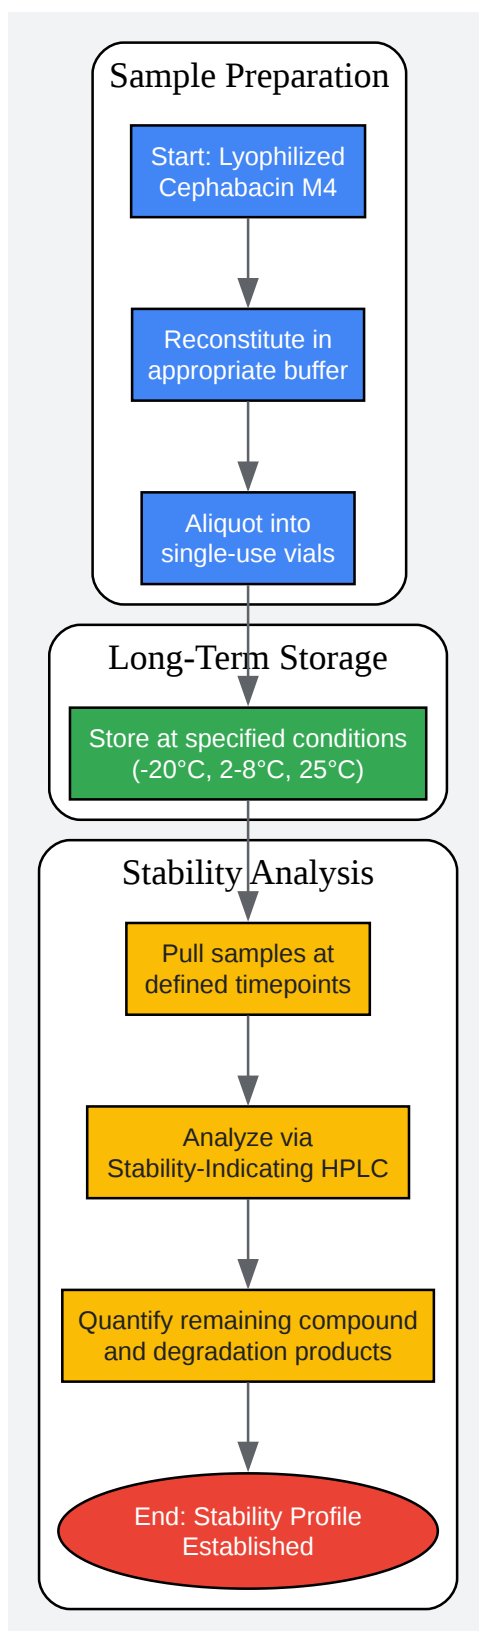 Sample Preparation
Start: Lyophilized
Cephabacin M4
Reconstitute in
appropriate buffer
Aliquot into
single-use vials
Long-Term Storage
Store at specified conditions
(-20°C, 2-8°C, 25°C)
Stability Analysis
Pull samples at
defined timepoints
Analyze via
Stability-Indicating HPLC
Quantify remaining compound
and degradation products
End: Stability Profile
Established